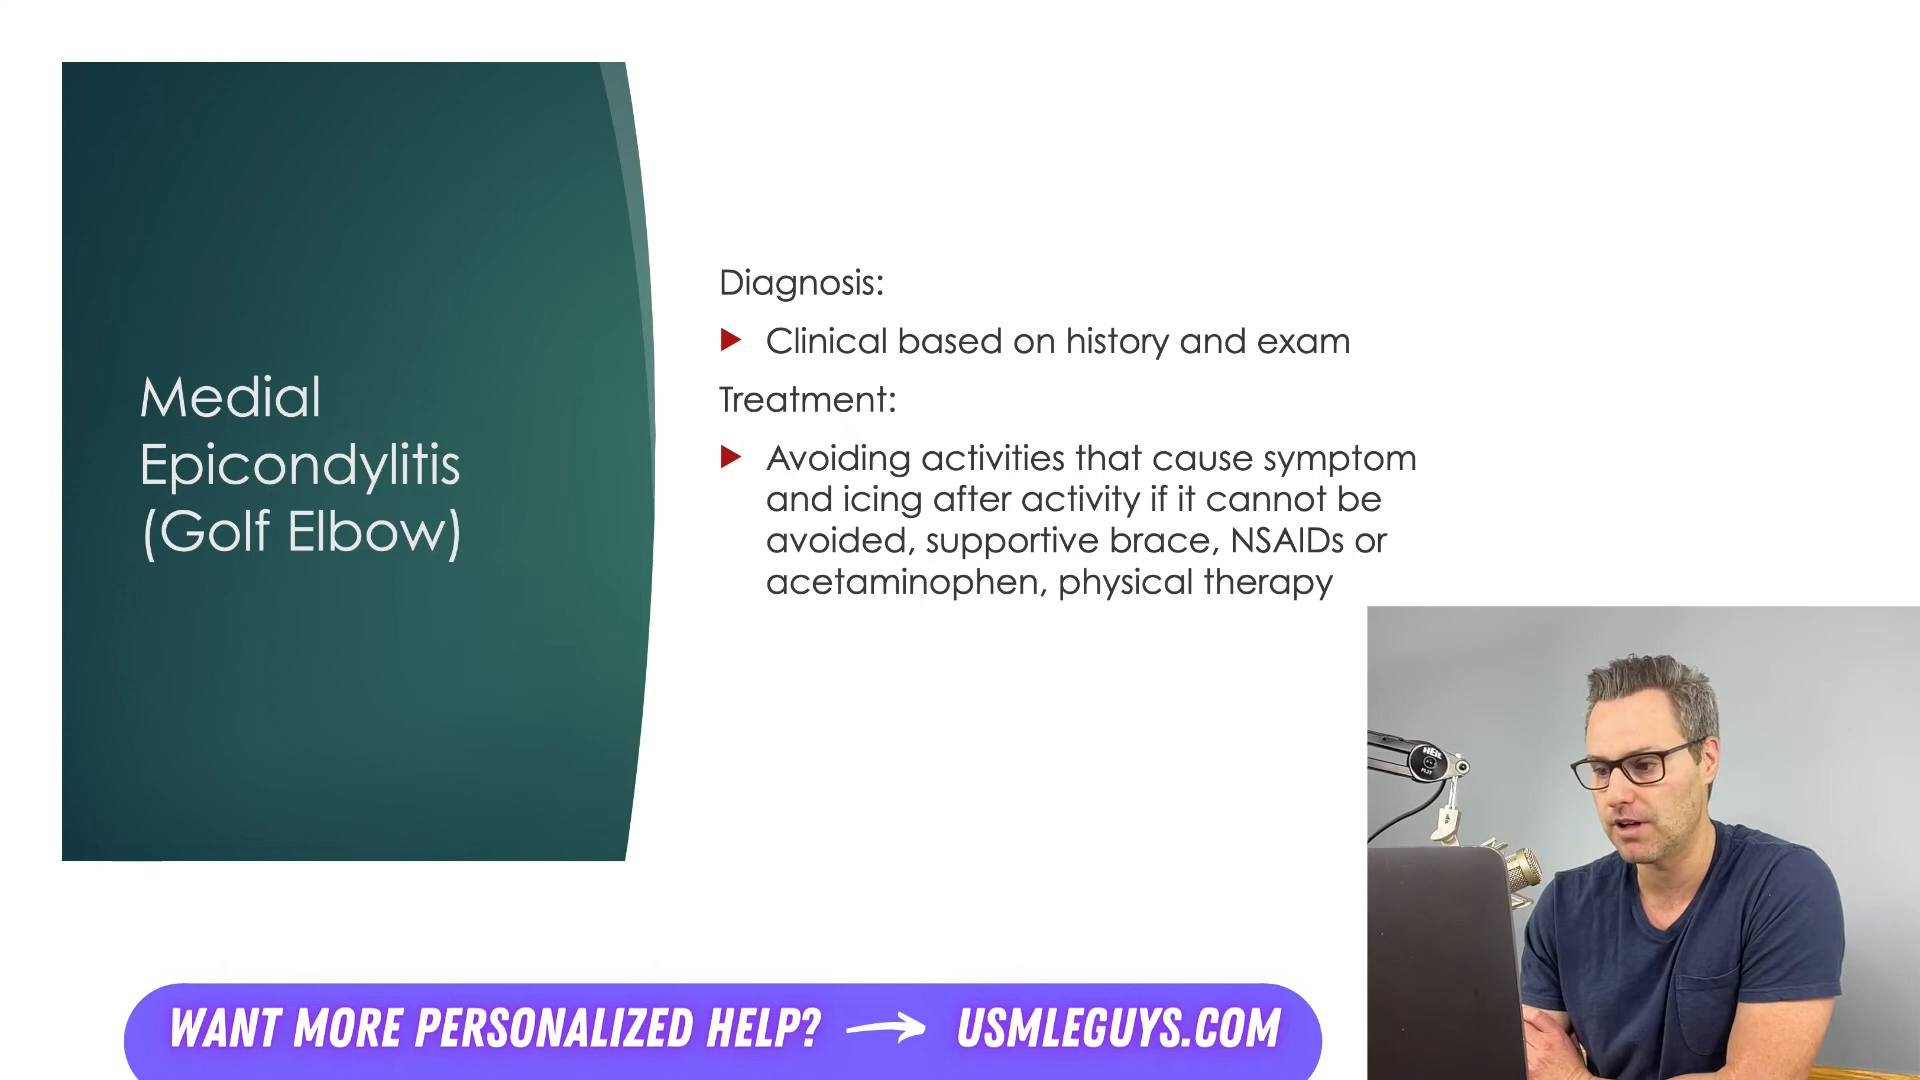 Medial
Epicondylitis
(Golf Elbow)
Diagnosis:
Clinical based on history and exam
Treatment:
Avoiding activities that cause symptom
and icing after activity if it cannot be
avoided, supportive brace, NSAIDs or
acetaminophen, physical therapy
HEIL
WANT MORE PERSONALIZED HELP? → USMLEGUYS.COM